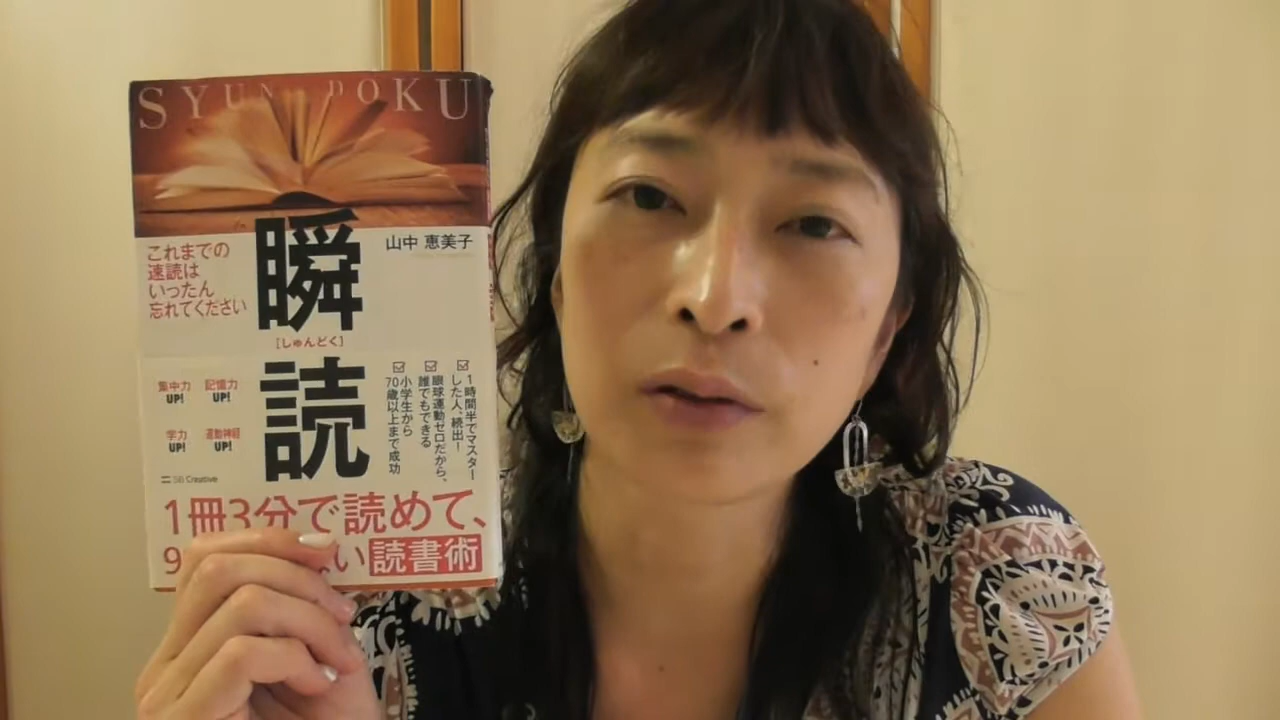 SYUN DOKU
山中 恵美子
これまでの
速読は
いったん
忘れてください
瞬読
[しゅんどく]
1時間半でマスター
した人、続出!
眼球運動ゼロだから、
誰でもできる
小学生から
70歳以上まで成功
集中力
UP!
記憶力
UP!
学力
UP!
運動神経
UP!
SB Creative
1冊3分で読めて、
9
い読書術